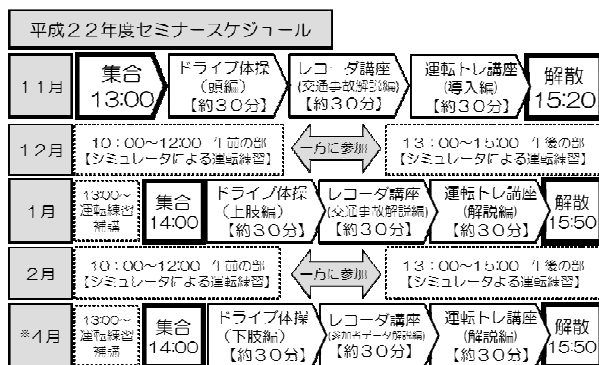 平成22年度セミナースケジュール
11月
集合
13:00
ドライブ体操
(頭編)
【約30分】
レコーダ講座
(交通事故解説編)
【約30分】
運転トレ講座
(導入編)
【約30分】
解散
15:20
12月
10:00~12:00 午前の部
【シミュレータによる運転練習】
一方に参加
13:00~15:00 午後の部
【シミュレータによる運転練習】
1月
13:00~
運転練習
補講
集合
14:00
ドライブ体操
(上肢編)
【約30分】
レコーダ講座
(交通事故解説編)
【約30分】
運転トレ講座
(解説編)
【約30分】
解散
15:50
2月
10:00~12:00 午前の部
【シミュレータによる運転練習】
一方に参加
13:00~15:00 午後の部
【シミュレータによる運転練習】
※4月
13:00~
運転練習
補講
集合
14:00
ドライブ体操
(下肢編)
【約30分】
レコーダ講座
(参加者データ解説編)
【約30分】
運転トレ講座
(解説編)
【約30分】
解散
15:50